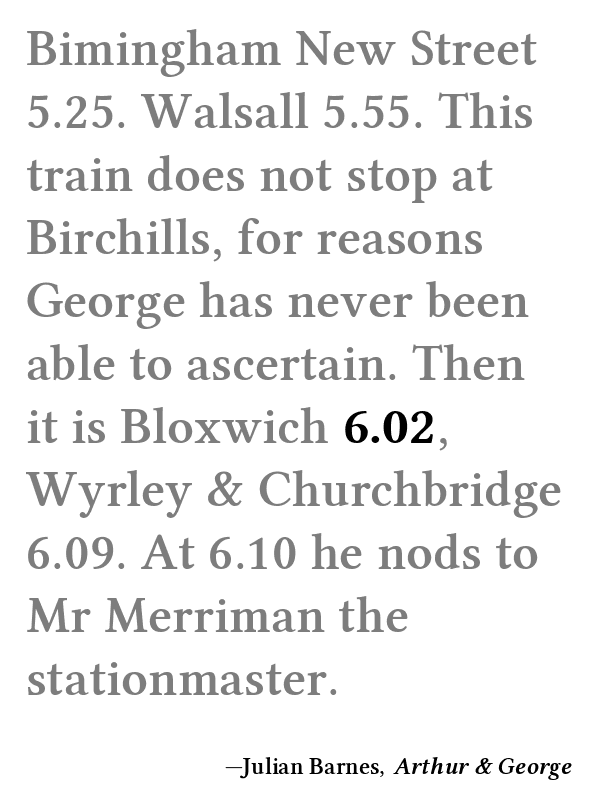 Bimingham New Street
5.25. Walsall 5.55. This
train does not stop at
Birchills, for reasons
George has never been
able to ascertain. Then
it is Bloxwich 6.02,
Wyrley & Churchbridge
6.09. At 6.10 he nods to
Mr Merriman the
stationmaster.
—Julian Barnes, Arthur & George